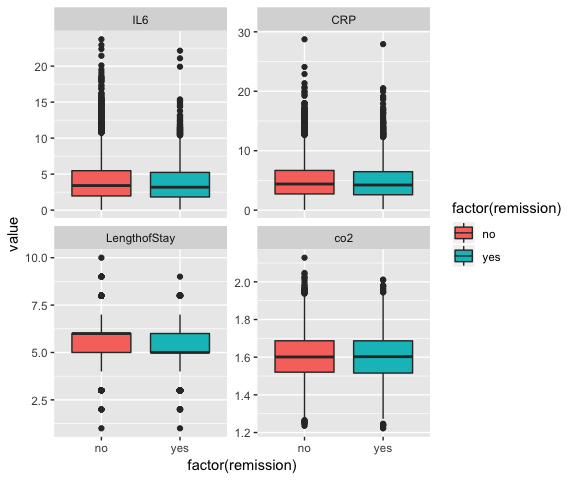 IL6
CRP
20
15
10
5
0
30
20
10
0
value
LengthofStay
co2
10.0
7.5
5.0
2.5
2.0
1.8
1.6
1.4
1.2
no
yes
no
yes
factor(remission)
factor(remission)
no
yes